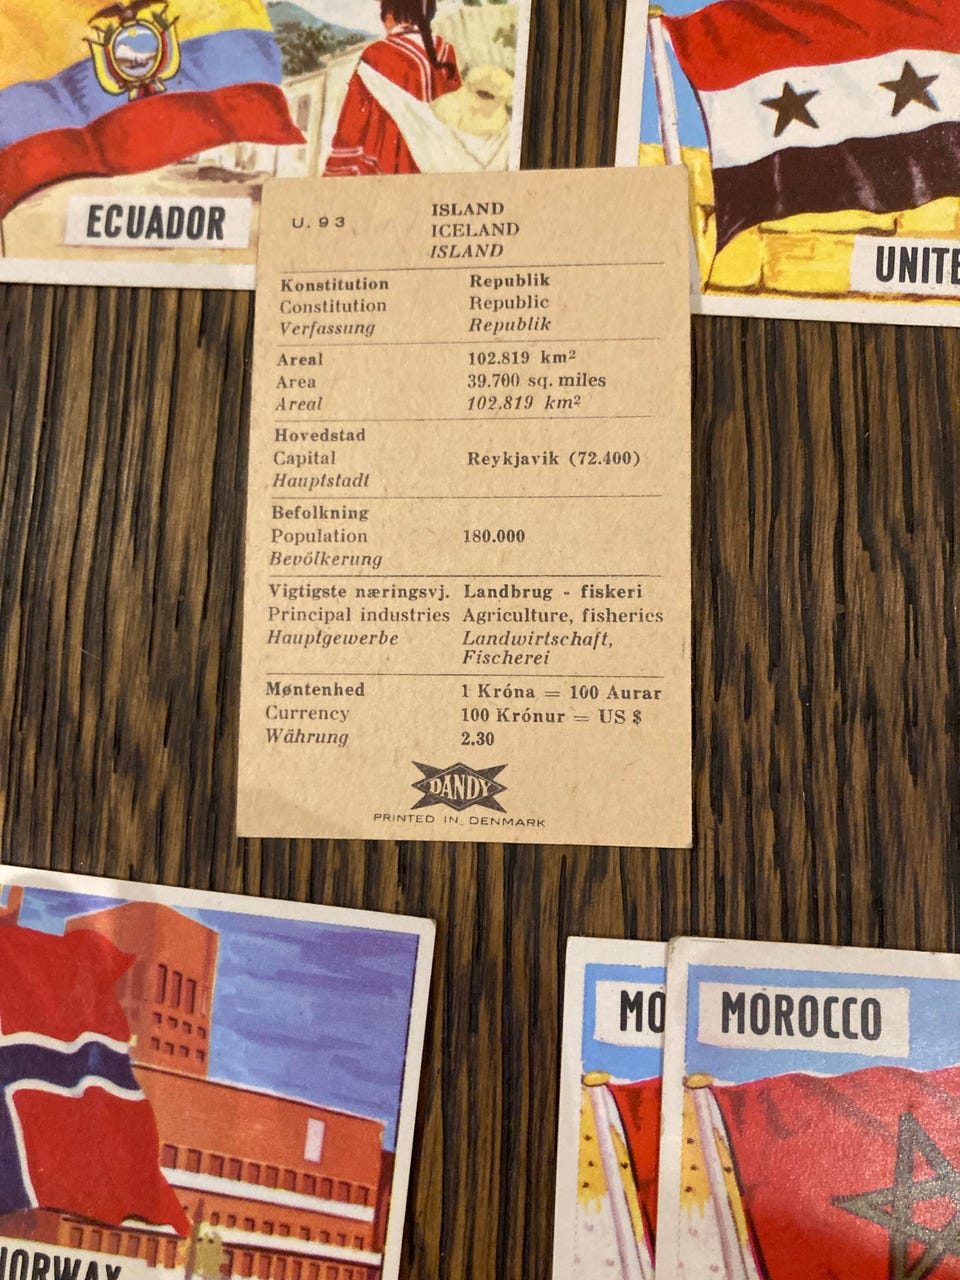 ECUADOR
UNITE
U. 93
ISLAND
ICELAND
ISLAND
Konstitution Republik
Constitution Republic
Verfassung Republik
Areal 102.819 km²
Area 39.700 sq. miles
Areal 102.819 km²
Hovedstad
Capital Reykjavik (72.400)
Hauptstadt
Befolkning
Population 180.000
Bevölkerung
Vigtigste næringsvj. Landbrug - fiskeri
Principal industries Agriculture, fisheries
Hauptgewerbe Landwirtschaft,
Fischerei
Møntenhed 1 Króna = 100 Aurar
Currency 100 Krónur = US $
Währung 2.30
DANDY
PRINTED IN DENMARK
MO
MOROCCO
NORWAY